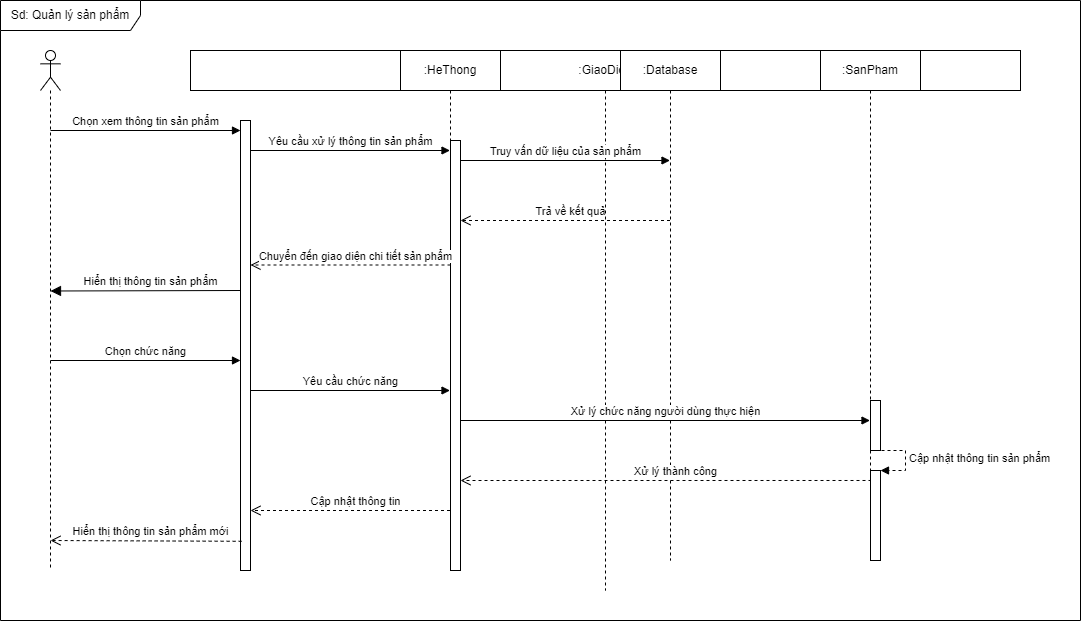 Sd: Quản lý sản phẩm
:HeThong
:GiaoDi
:Database
:SanPham
Chọn xem thông tin sản phẩm
Yêu cầu xử lý thông tin sản phẩm
Truy vấn dữ liệu của sản phẩm
Trả về kết quả
Chuyển đến giao diện chi tiết sản phẩm
Hiển thị thông tin sản phẩm
Chọn chức năng
Yêu cầu chức năng
Xử lý chức năng người dùng thực hiện
Cập nhật thông tin sản phẩm
Xử lý thành công
Cập nhật thông tin
Hiển thị thông tin sản phẩm mới